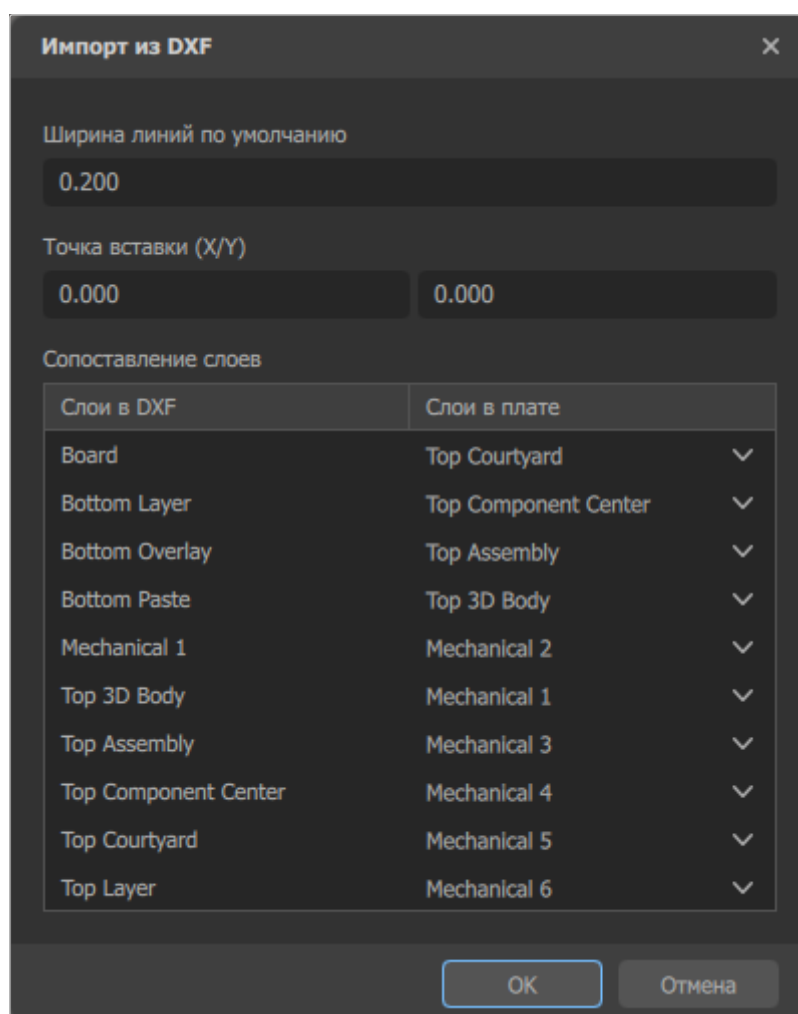 Импорт из DXF
Ширина линий по умолчанию
0.200
Точка вставки (X/Y)
0.000 0.000
Сопоставление слоев
Слои в DXF Слои в плате
Board Top Courtyard
Bottom Layer Top Component Center
Bottom Overlay Top Assembly
Bottom Paste Top 3D Body
Mechanical 1 Mechanical 2
Top 3D Body Mechanical 1
Top Assembly Mechanical 3
Top Component Center Mechanical 4
Top Courtyard Mechanical 5
Top Layer Mechanical 6
OK Отмена